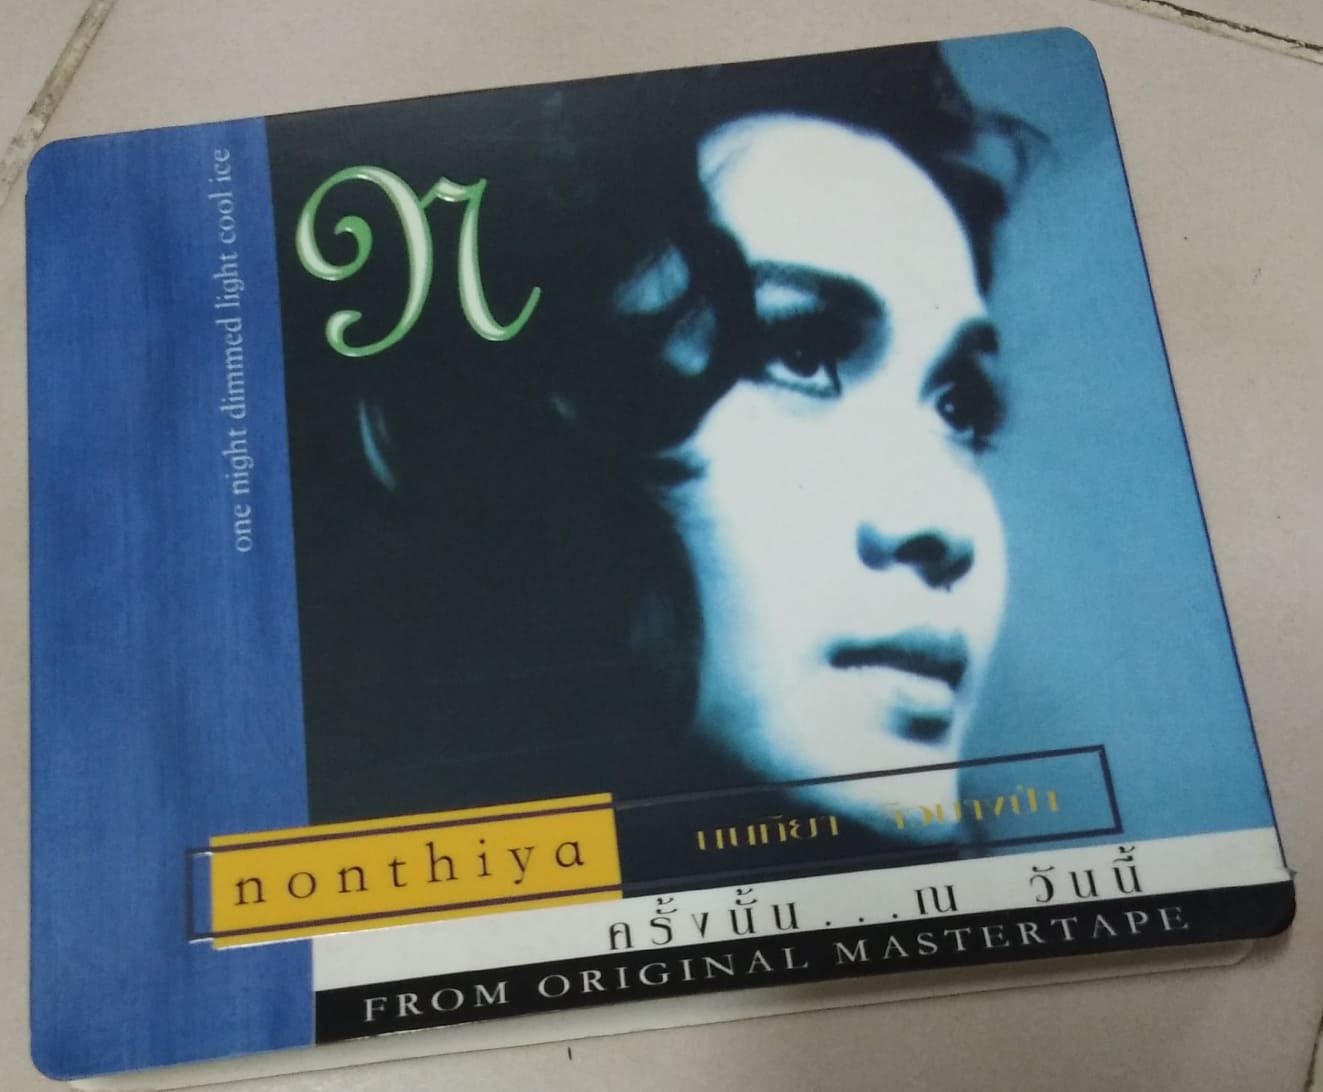 one night dimmed light cool ice
n
nonthiya
นนทิยา จิวบางป่า
ครั้งนั้น...ณ วันนี้
FROM ORIGINAL MASTERTAPE